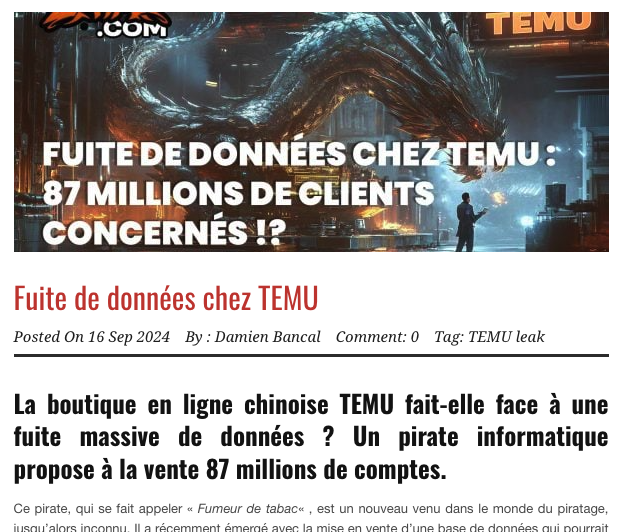 .COM
TEMU
FUITE DE DONNÉES CHEZ TEMU :
87 MILLIONS DE CLIENTS
CONCERNÉS !?
Fuite de données chez TEMU
Posted On 16 Sep 2024 By : Damien Bancal Comment: 0 Tag: TEMU leak
La boutique en ligne chinoise TEMU fait-elle face à une
fuite massive de données ? Un pirate informatique
propose à la vente 87 millions de comptes.
Ce pirate, qui se fait appeler « Fumeur de tabac« , est un nouveau venu dans le monde du piratage,
jusqu’alors inconnu. Il a récemment émergé avec la mise en vente d’une base de données qui pourrait